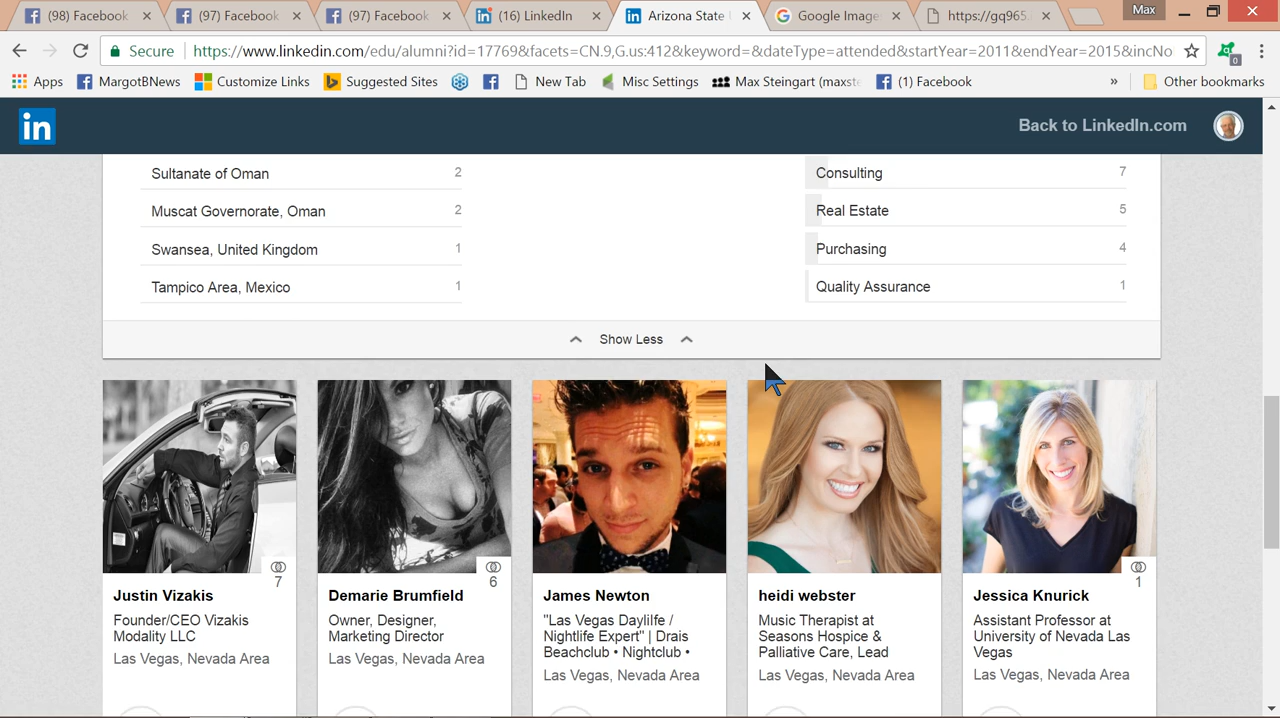 (98) Facebook
(97) Facebook
(97) Facebook
(16) LinkedIn
Arizona State
Google Image
https://gq965.
Max
Secure
https://www.linkedin.com/edu/alumni?id=17769&facets=CN.9,G.us:412&keyword=&dateType=attended&startYear=2011&endYear=2015&incNo
Apps
MargotBNews
Customize Links
Suggested Sites
New Tab
Misc Settings
Max Steingart (maxste
(1) Facebook
»
Other bookmarks
0
in
Back to LinkedIn.com
Sultanate of Oman 2
Muscat Governorate, Oman 2
Swansea, United Kingdom 1
Tampico Area, Mexico 1
Consulting 7
Real Estate 5
Purchasing 4
Quality Assurance 1
Show Less
7
Justin Vizakis
Founder/CEO Vizakis
Modality LLC
Las Vegas, Nevada Area
6
Demarie Brumfield
Owner, Designer,
Marketing Director
Las Vegas, Nevada Area
James Newton
"Las Vegas Daylilfe /
Nightlife Expert" | Drais
Beachclub • Nightclub •
Las Vegas, Nevada Area
heidi webster
Music Therapist at
Seasons Hospice &
Palliative Care, Lead
Las Vegas, Nevada Area
1
Jessica Knurick
Assistant Professor at
University of Nevada Las
Vegas
Las Vegas, Nevada Area